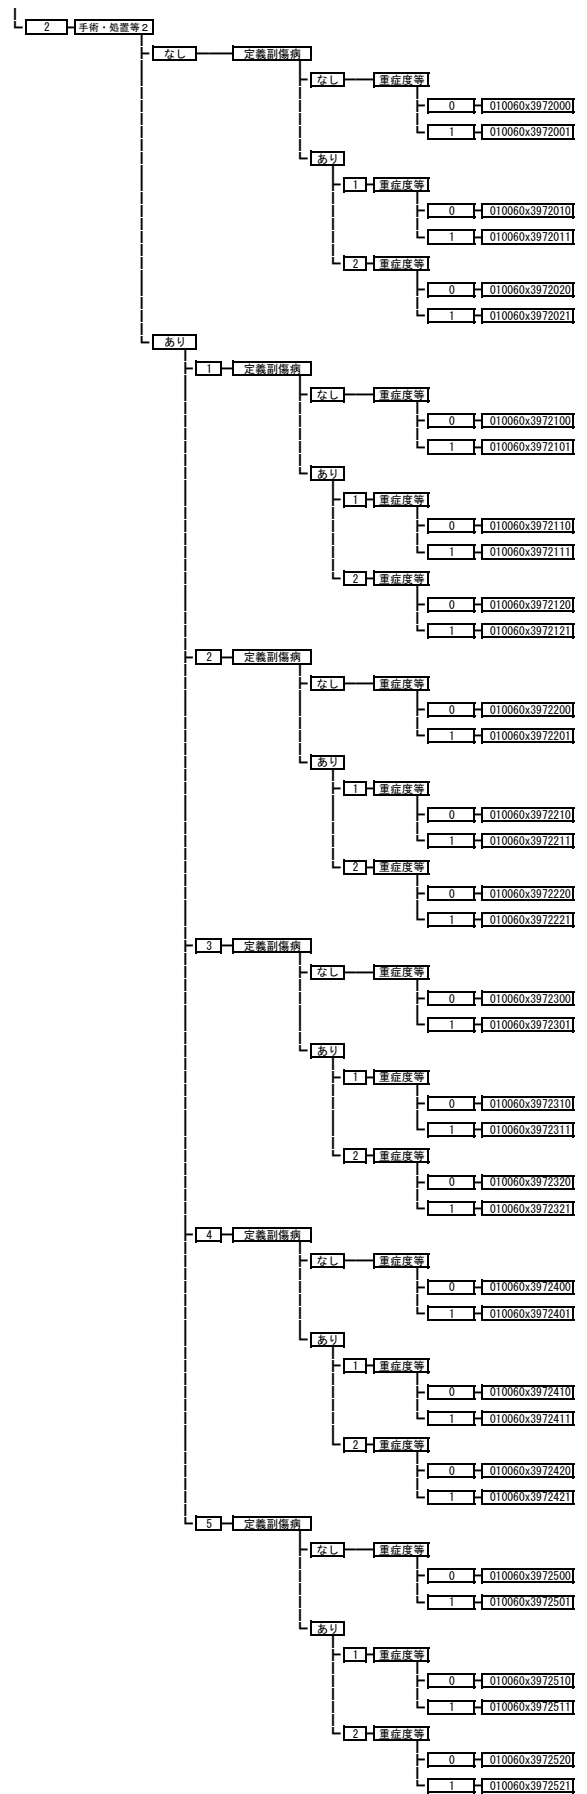 2 手術・処置等２
なし 定義副傷病
なし 重症度等
0 010060x3972000
1 010060x3972001
あり
1 重症度等
0 010060x3972010
1 010060x3972011
2 重症度等
0 010060x3972020
1 010060x3972021
あり
1 定義副傷病
なし 重症度等
0 010060x3972100
1 010060x3972101
あり
1 重症度等
0 010060x3972110
1 010060x3972111
2 重症度等
0 010060x3972120
1 010060x3972121
2 定義副傷病
なし 重症度等
0 010060x3972200
1 010060x3972201
あり
1 重症度等
0 010060x3972210
1 010060x3972211
2 重症度等
0 010060x3972220
1 010060x3972221
3 定義副傷病
なし 重症度等
0 010060x3972300
1 010060x3972301
あり
1 重症度等
0 010060x3972310
1 010060x3972311
2 重症度等
0 010060x3972320
1 010060x3972321
4 定義副傷病
なし 重症度等
0 010060x3972400
1 010060x3972401
あり
1 重症度等
0 010060x3972410
1 010060x3972411
2 重症度等
0 010060x3972420
1 010060x3972421
5 定義副傷病
なし 重症度等
0 010060x3972500
1 010060x3972501
あり
1 重症度等
0 010060x3972510
1 010060x3972511
2 重症度等
0 010060x3972520
1 010060x3972521